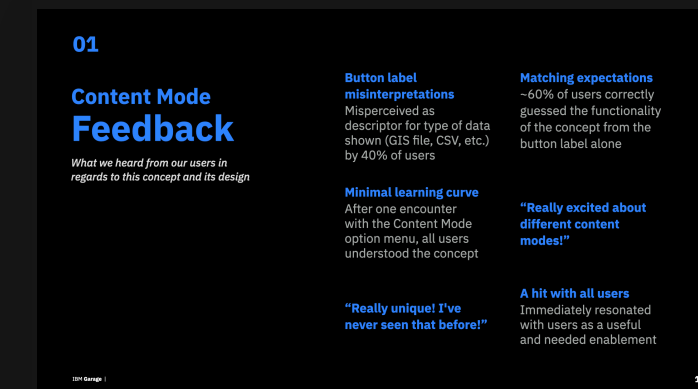 01
Content Mode
Feedback
What we heard from our users in
regards to this concept and its design
Button label
misinterpretations
Misperceived as
descriptor for type of data
shown (GIS file, CSV, etc.)
by 40% of users
Minimal learning curve
After one encounter
with the Content Mode
option menu, all users
understood the concept
“Really unique! I've
never seen that before!”
Matching expectations
~60% of users correctly
guessed the functionality
of the concept from the
button label alone
“Really excited about
different content
modes!”
A hit with all users
Immediately resonated
with users as a useful
and needed enablement
IBM Garage |